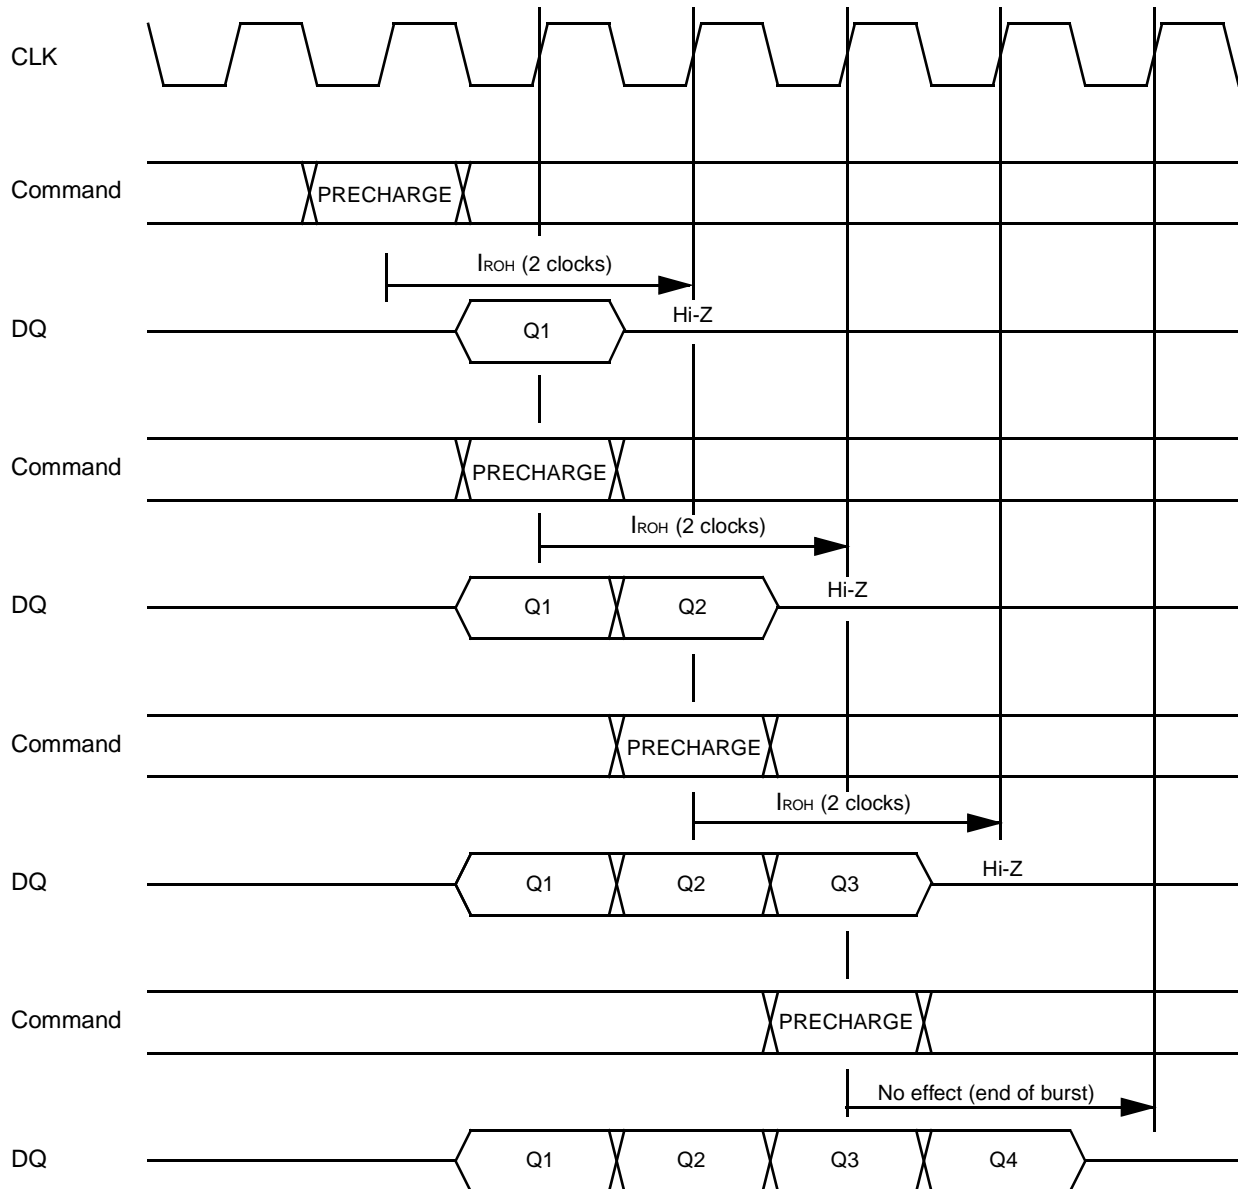 CLK
Command PRECHARGE
IROH (2 clocks)
DQ Q1 Hi-Z
Command PRECHARGE
IROH (2 clocks)
DQ Q1 Q2 Hi-Z
Command PRECHARGE
IROH (2 clocks)
DQ Q1 Q2 Q3 Hi-Z
Command PRECHARGE
No effect (end of burst)
DQ Q1 Q2 Q3 Q4